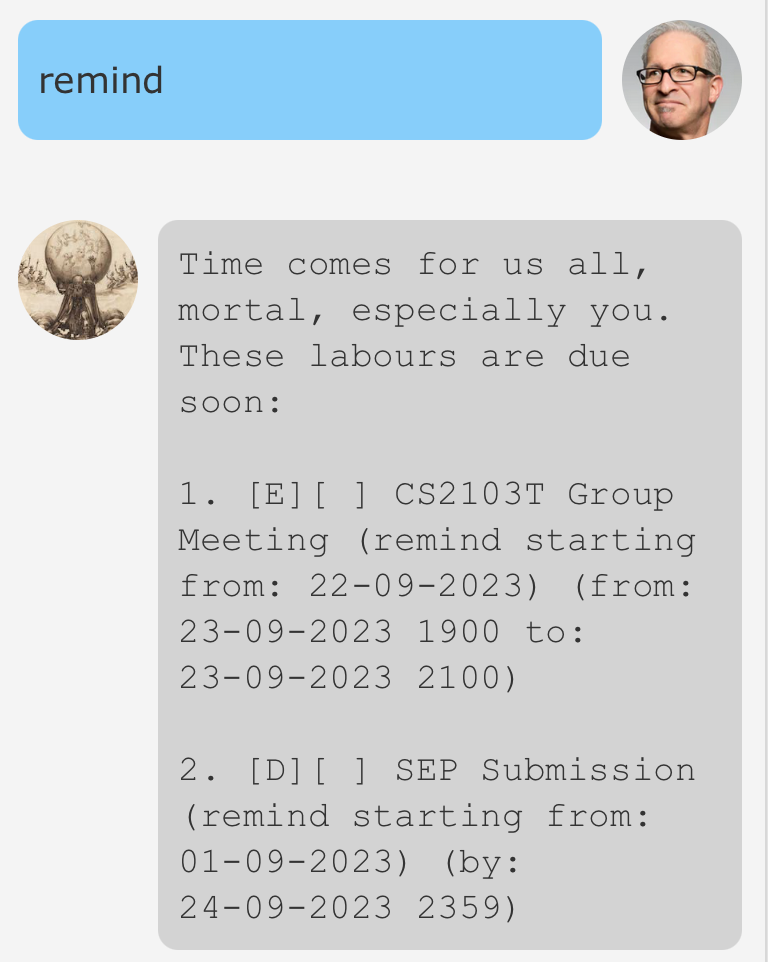 remind
Time comes for us all,
mortal, especially you.
These labours are due
soon:
1. [E][ ] CS2103T Group
Meeting (remind starting
from: 22-09-2023) (from:
23-09-2023 1900 to:
23-09-2023 2100)
2. [D][ ] SEP Submission
(remind starting from:
01-09-2023) (by:
24-09-2023 2359)